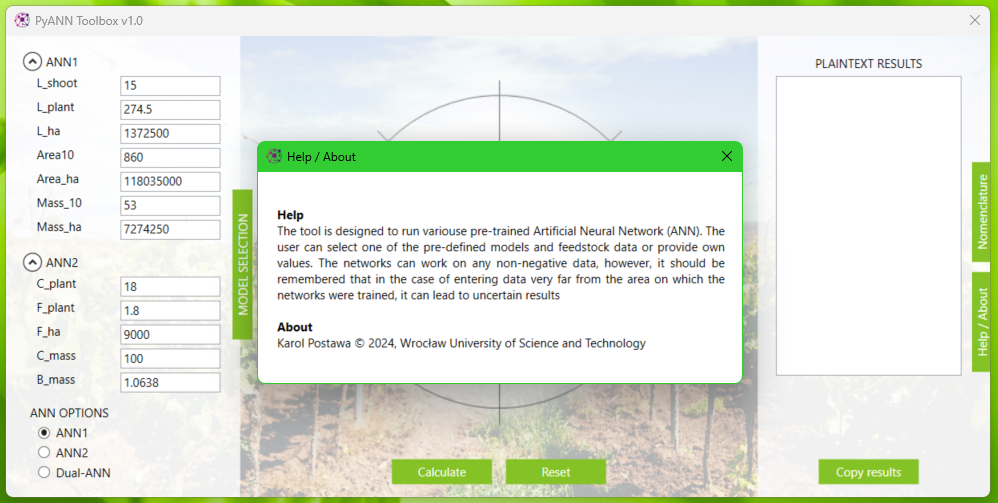 PyANN Toolbox v1.0
ANN1
L_shoot 15
L_plant 274.5
L_ha 1372500
Area10 860
Area_ha 118035000
Mass_10 53
Mass_ha 7274250
ANN2
C_plant 18
F_plant 1.8
F_ha 9000
C_mass 100
B_mass 1.0638
ANN OPTIONS
ANN1
ANN2
Dual-ANN
MODEL SELECTION
Help / About
Help
The tool is designed to run variouse pre-trained Artificial Neural Network (ANN). The
user can select one of the pre-defined models and feedstock data or provide own
values. The networks can work on any non-negative data, however, it should be
remembered that in the case of entering data very far from the area on which the
networks were trained, it can lead to uncertain results
About
Karol Postawa © 2024, Wrocław University of Science and Technology
Calculate
Reset
PLAINTEXT RESULTS
Copy results
Nomenclature
Help / About